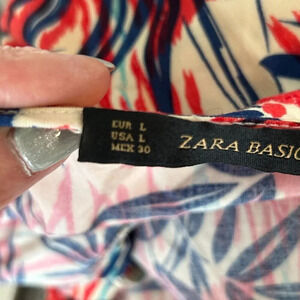 EUR L
USA L
MEX 30
ZARA BASIC